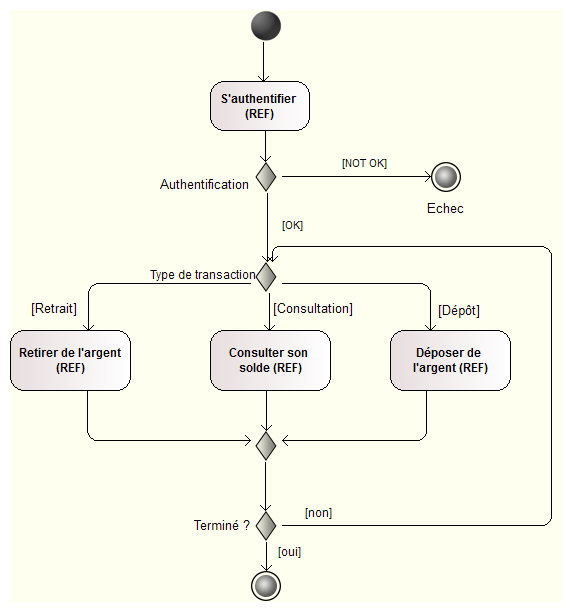 S'authentifier
(REF)
[NOT OK]
Authentification
Echec
[OK]
Type de transaction
[Retrait]
[Consultation]
[Dépôt]
Retirer de l'argent
(REF)
Consulter son
solde (REF)
Déposer de
l'argent (REF)
[non]
Terminé ?
[oui]